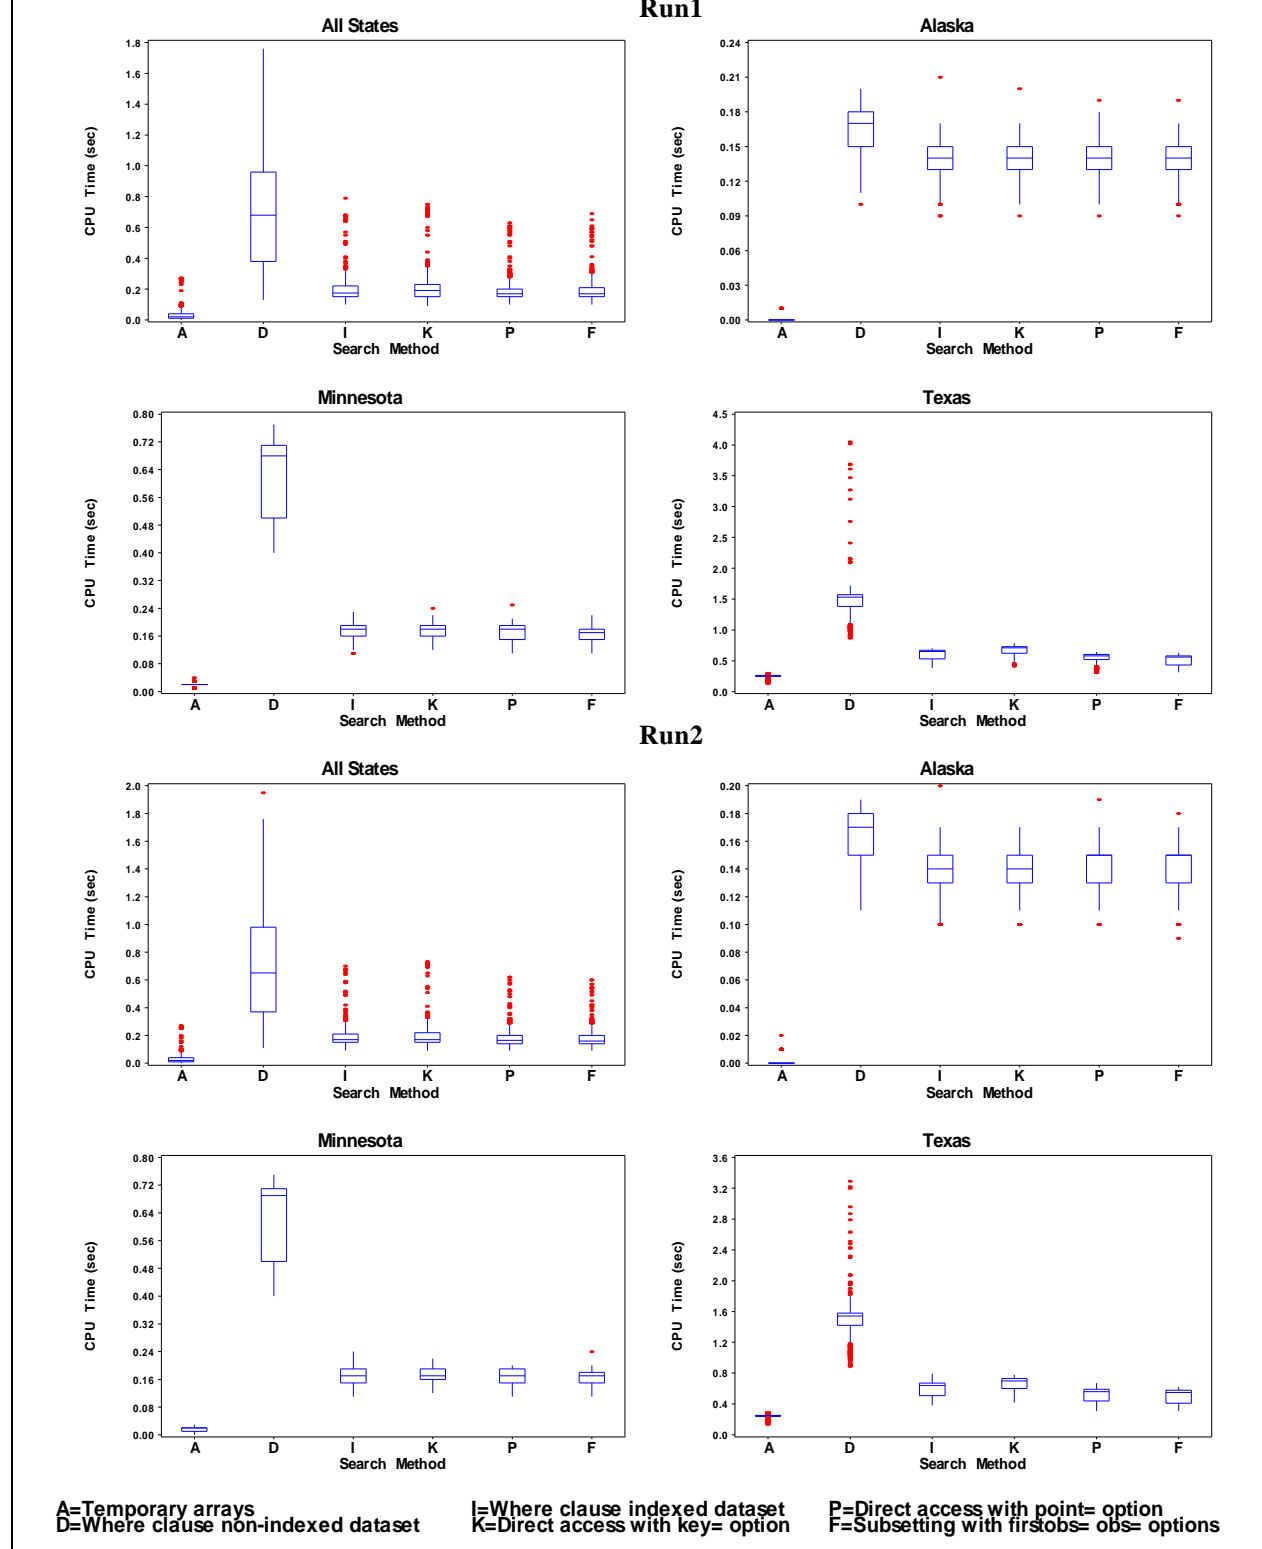 Run1
All States
CPU Time (sec)
1.8
1.6
1.4
1.2
1.0
0.8
0.6
0.4
0.2
0.0
A D I K P F
Search Method
Alaska
CPU Time (sec)
0.24
0.21
0.18
0.15
0.12
0.09
0.06
0.03
0.00
A D I K P F
Search Method
Minnesota
CPU Time (sec)
0.80
0.72
0.64
0.56
0.48
0.40
0.32
0.24
0.16
0.08
0.00
A D I K P F
Search Method
Texas
CPU Time (sec)
4.5
4.0
3.5
3.0
2.5
2.0
1.5
1.0
0.5
0.0
A D I K P F
Search Method
Run2
All States
CPU Time (sec)
2.0
1.8
1.6
1.4
1.2
1.0
0.8
0.6
0.4
0.2
0.0
A D I K P F
Search Method
Alaska
CPU Time (sec)
0.20
0.18
0.16
0.14
0.12
0.10
0.08
0.06
0.04
0.02
0.00
A D I K P F
Search Method
Minnesota
CPU Time (sec)
0.80
0.72
0.64
0.56
0.48
0.40
0.32
0.24
0.16
0.08
0.00
A D I K P F
Search Method
Texas
CPU Time (sec)
3.6
3.2
2.8
2.4
2.0
1.6
1.2
0.8
0.4
0.0
A D I K P F
Search Method
A=Temporary arrays I=Where clause indexed dataset P=Direct access with point= option
D=Where clause non-indexed dataset K=Direct access with key= option F=Subsetting with firstobs= obs= options